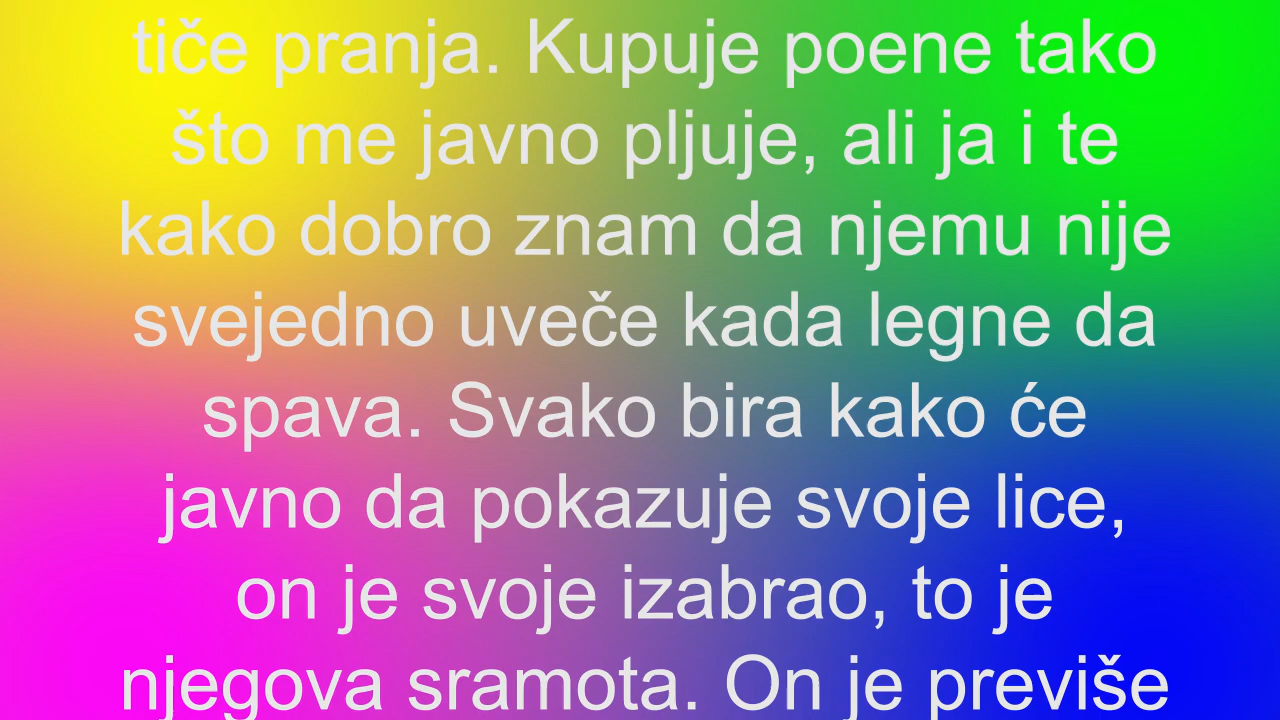 tiče pranja. Kupuje poene tako
što me javno pljuje, ali ja i te
kako dobro znam da njemu nije
svejedno uveče kada legne da
spava. Svako bira kako će
javno da pokazuje svoje lice,
on je svoje izabrao, to je
njegova sramota. On je previše